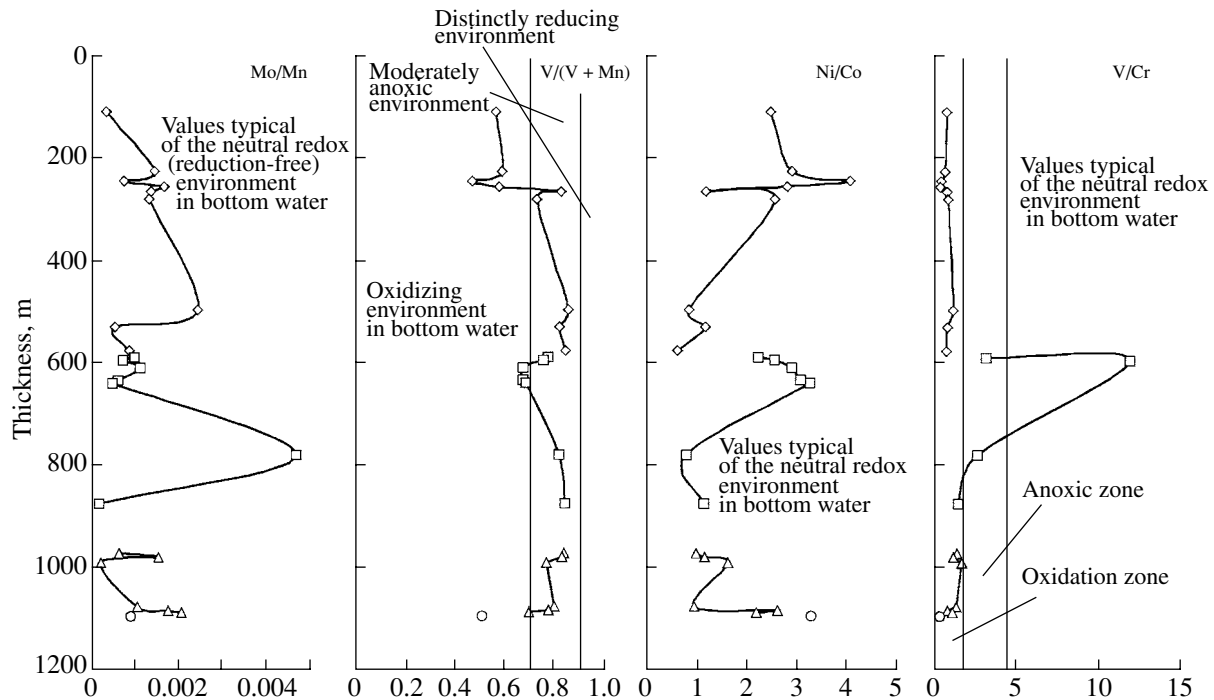 Distinctly reducing
environment
Mo/Mn
Values typical
of the neutral redox
(reduction-free)
environment
in bottom water
V/(V + Mn)
Moderately
anoxic
environment
Oxidizing
environment
in bottom water
Ni/Co
Values typical
of the neutral redox
environment
in bottom water
V/Cr
Values typical
of the neutral redox
environment
in bottom water
Anoxic zone
Oxidation zone
Thickness, m
0
200
400
600
800
1000
1200
0 0.002 0.004
0 0.2 0.4 0.6 0.8 1.0
0 1 2 3 4 5
0 5 10 15